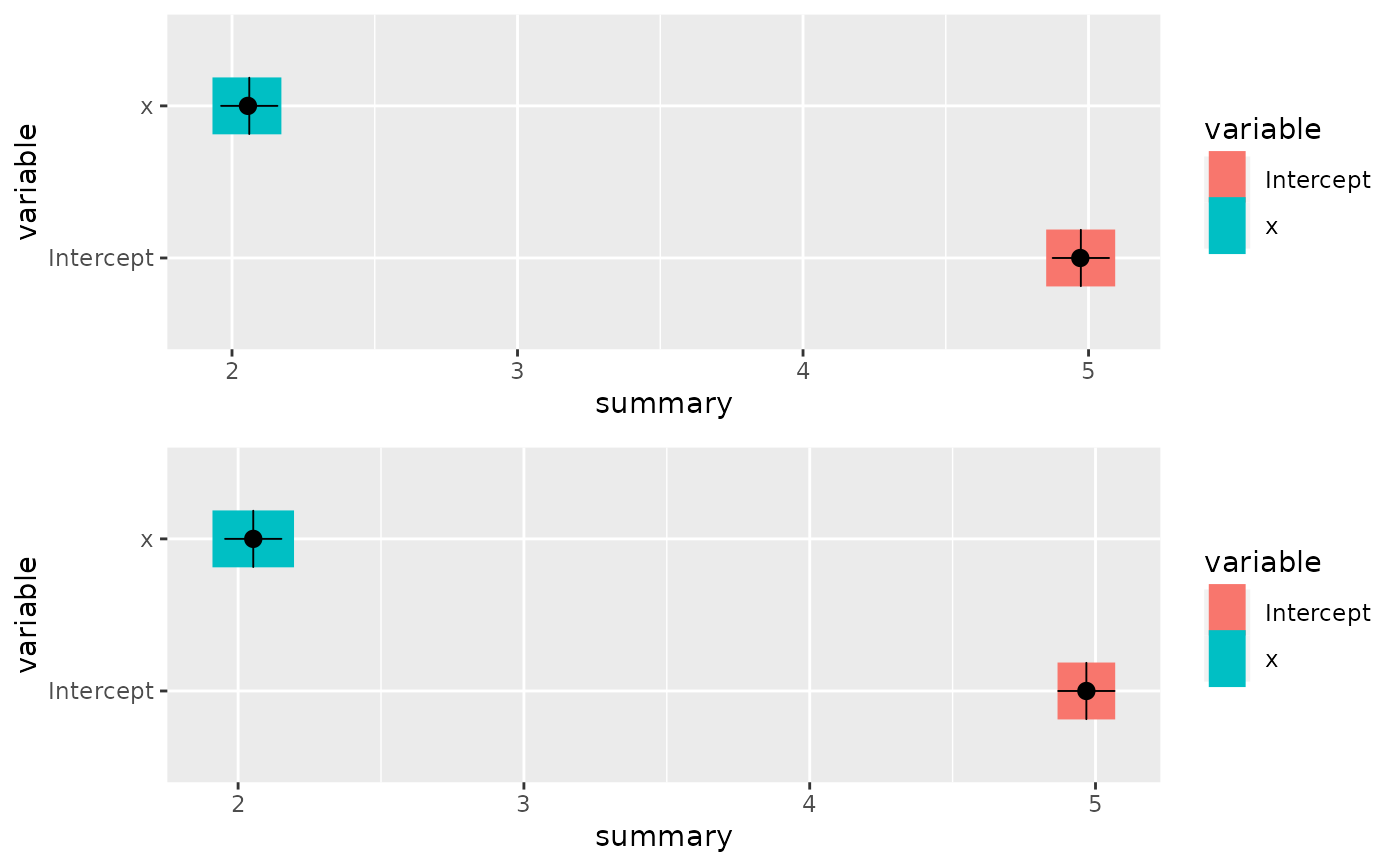 variable
x
Intercept
2 3 4 5
summary
variable
Intercept
x
variable
x
Intercept
2 3 4 5
summary
variable
Intercept
x